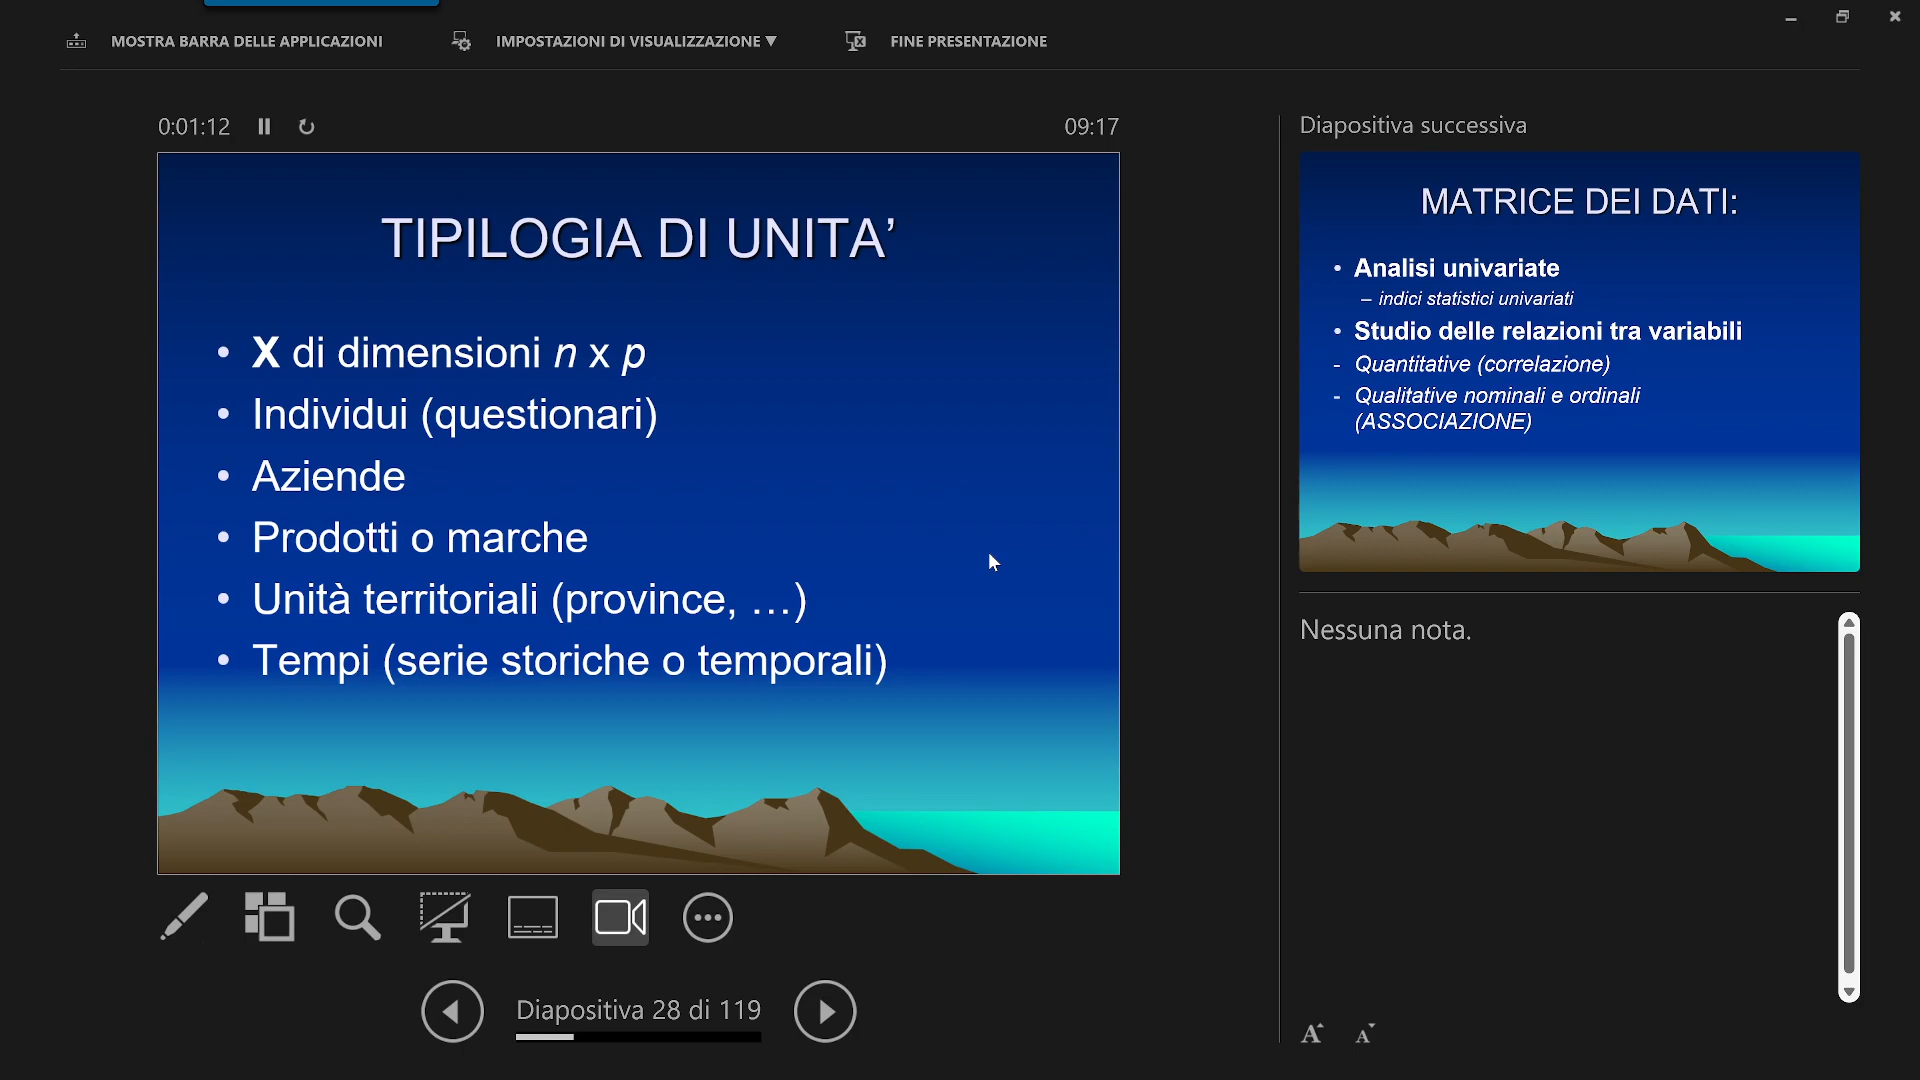 MOSTRA BARRA DELLE APPLICAZIONI
IMPOSTAZIONI DI VISUALIZZAZIONE ▼
FINE PRESENTAZIONE
0:01:12
09:17
TIPILOGIA DI UNITA’
• X di dimensioni n x p
• Individui (questionari)
• Aziende
• Prodotti o marche
• Unità territoriali (province, …)
• Tempi (serie storiche o temporali)
Diapositiva 28 di 119
Diapositiva successiva
MATRICE DEI DATI:
• Analisi univariate
– indici statistici univariati
• Studio delle relazioni tra variabili
- Quantitative (correlazione)
- Qualitative nominali e ordinali
(ASSOCIAZIONE)
Nessuna nota.
A A